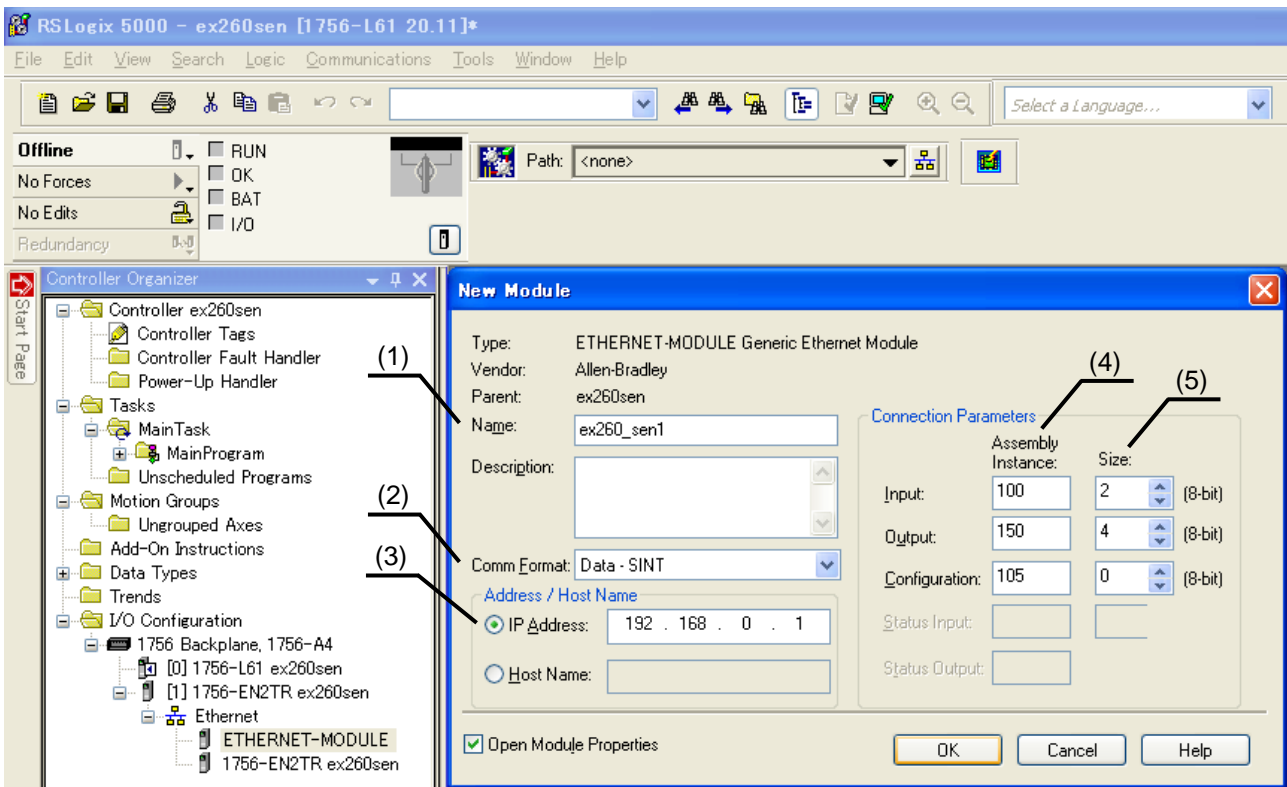 RSLogix 5000 - ex260sen [1756-L61 20.11]*
File Edit View Search Logic Communications Tools Window Help
Select a Language...
Offline
No Forces
No Edits
Redundancy
RUN
OK
BAT
I/O
Path: <none>
Start Page
Controller Organizer
Controller ex260sen
Controller Tags
Controller Fault Handler
Power-Up Handler
Tasks
MainTask
MainProgram
Unscheduled Programs
Motion Groups
Ungrouped Axes
Add-On Instructions
Data Types
Trends
I/O Configuration
1756 Backplane, 1756-A4
[0] 1756-L61 ex260sen
[1] 1756-EN2TR ex260sen
Ethernet
ETHERNET-MODULE
1756-EN2TR ex260sen
(1)
(2)
(3)
New Module
Type: ETHERNET-MODULE Generic Ethernet Module
Vendor: Allen-Bradley
Parent: ex260sen
Name: ex260_sen1
Description:
Comm Format: Data - SINT
Address / Host Name
IP Address: 192 . 168 . 0 . 1
Host Name:
Open Module Properties
(4)
(5)
Connection Parameters
Assembly
Instance: Size:
Input: 100 2 (8-bit)
Output: 150 4 (8-bit)
Configuration: 105 0 (8-bit)
Status Input:
Status Output:
OK Cancel Help